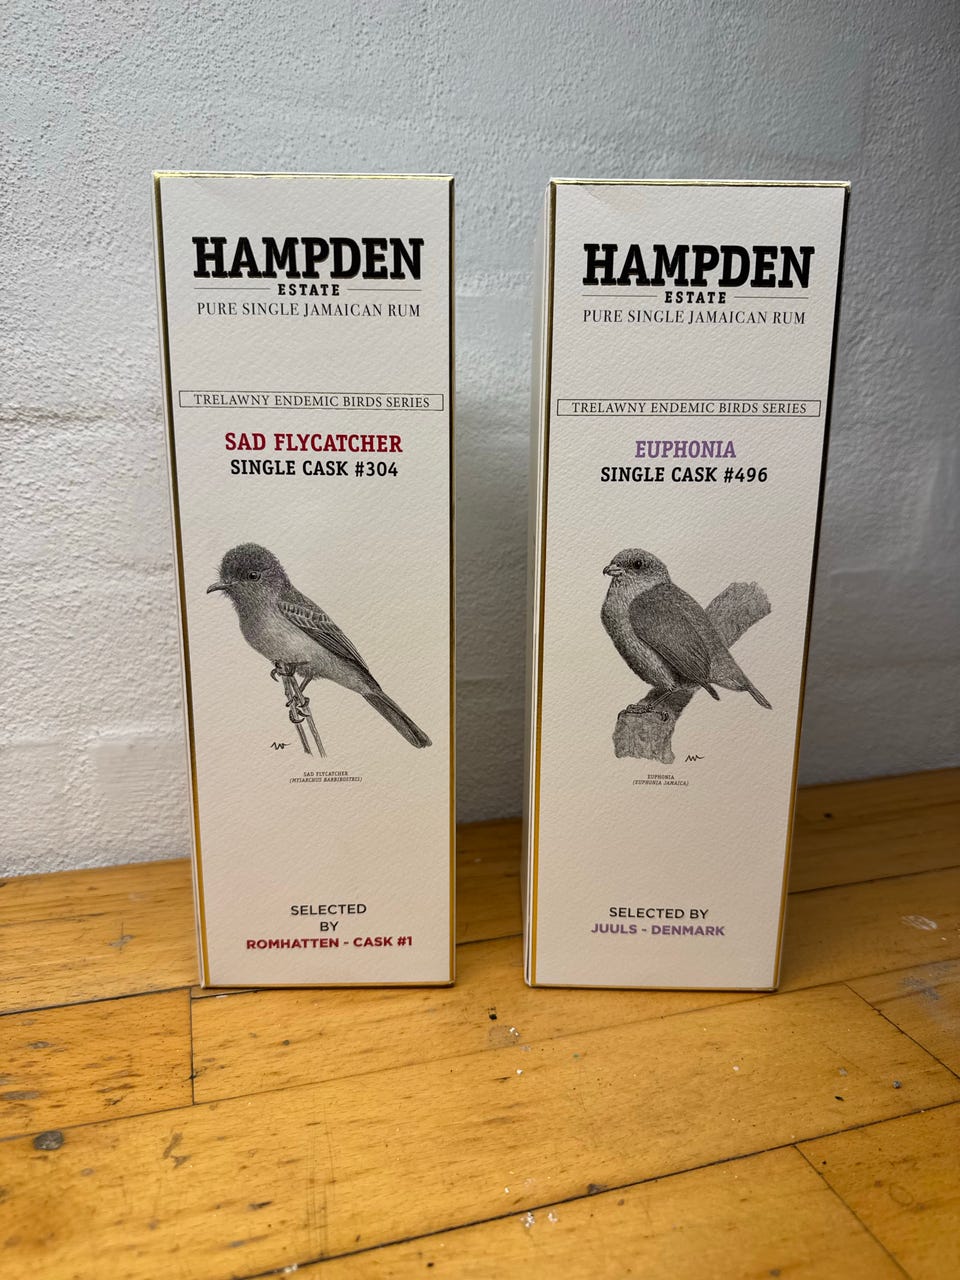 HAMPDEN
ESTATE
PURE SINGLE JAMAICAN RUM
TRELAWNY ENDEMIC BIRDS SERIES
SAD FLYCATCHER
SINGLE CASK #304
SAD FLYCATCHER
(MYIARCHUS BARBIROSTRIS)
SELECTED
BY
ROMHATTEN - CASK #1
HAMPDEN
ESTATE
PURE SINGLE JAMAICAN RUM
TRELAWNY ENDEMIC BIRDS SERIES
EUPHONIA
SINGLE CASK #496
EUPHONIA
(EUPHONIA JAMAICA)
SELECTED BY
JUULS - DENMARK